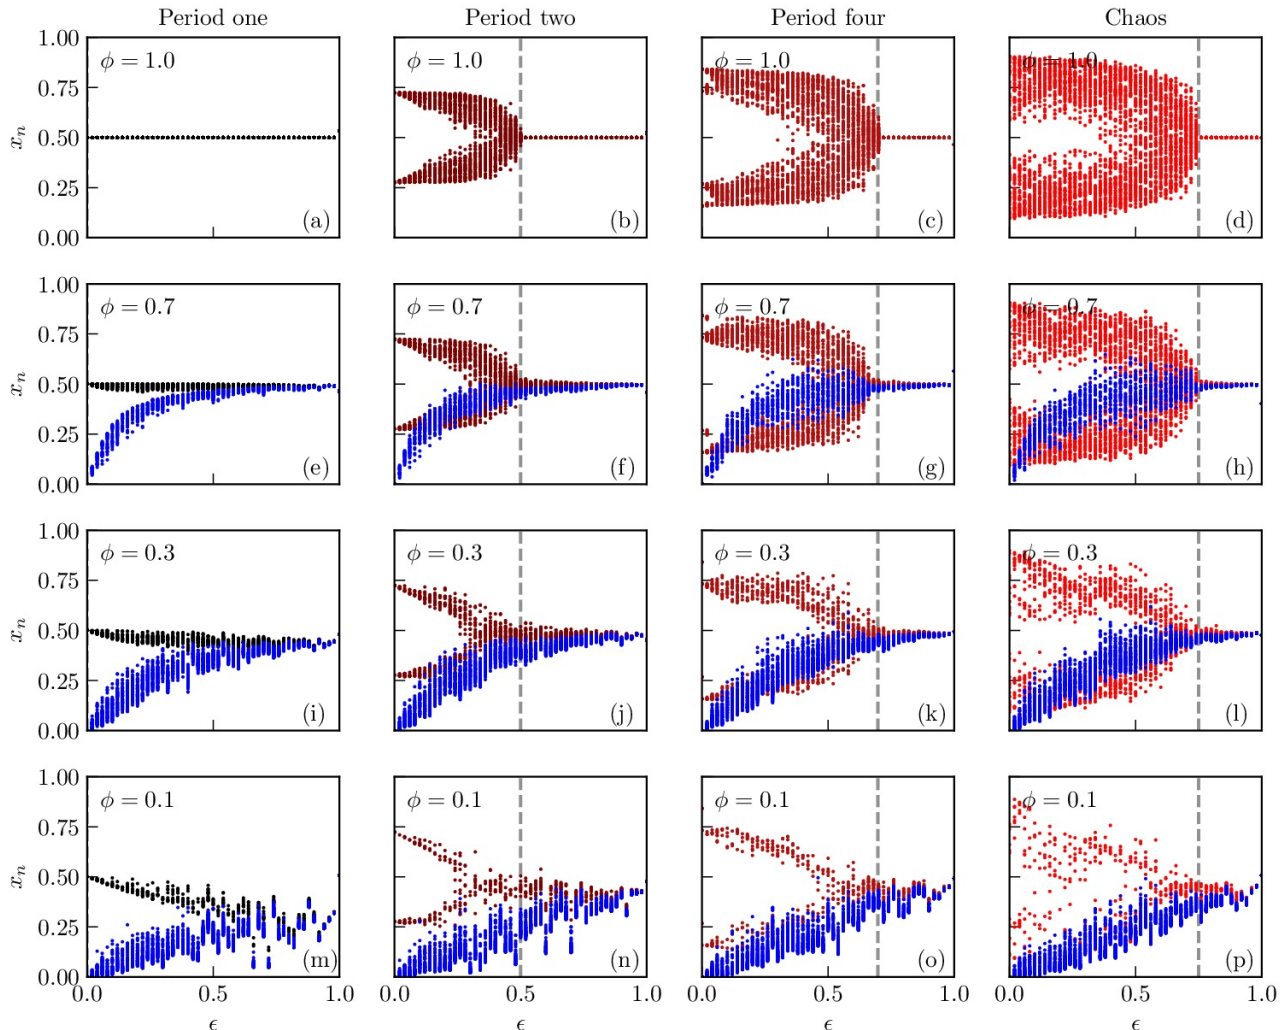 Period one Period two Period four Chaos
1.00 ϕ = 1.0 ϕ = 1.0 ϕ = 1.0 ϕ = 1.0
0.75
xₙ 0.50
0.25
0.00 (a) (b) (c) (d)
1.00 ϕ = 0.7 ϕ = 0.7 ϕ = 0.7 ϕ = 0.7
0.75
xₙ 0.50
0.25
0.00 (e) (f) (g) (h)
1.00 ϕ = 0.3 ϕ = 0.3 ϕ = 0.3 ϕ = 0.3
0.75
xₙ 0.50
0.25
0.00 (i) (j) (k) (l)
1.00 ϕ = 0.1 ϕ = 0.1 ϕ = 0.1 ϕ = 0.1
0.75
xₙ 0.50
0.25
0.00 (m) (n) (o) (p)
0.0 0.5 1.0 0.0 0.5 1.0 0.0 0.5 1.0 0.0 0.5 1.0
ϵ ϵ ϵ ϵ